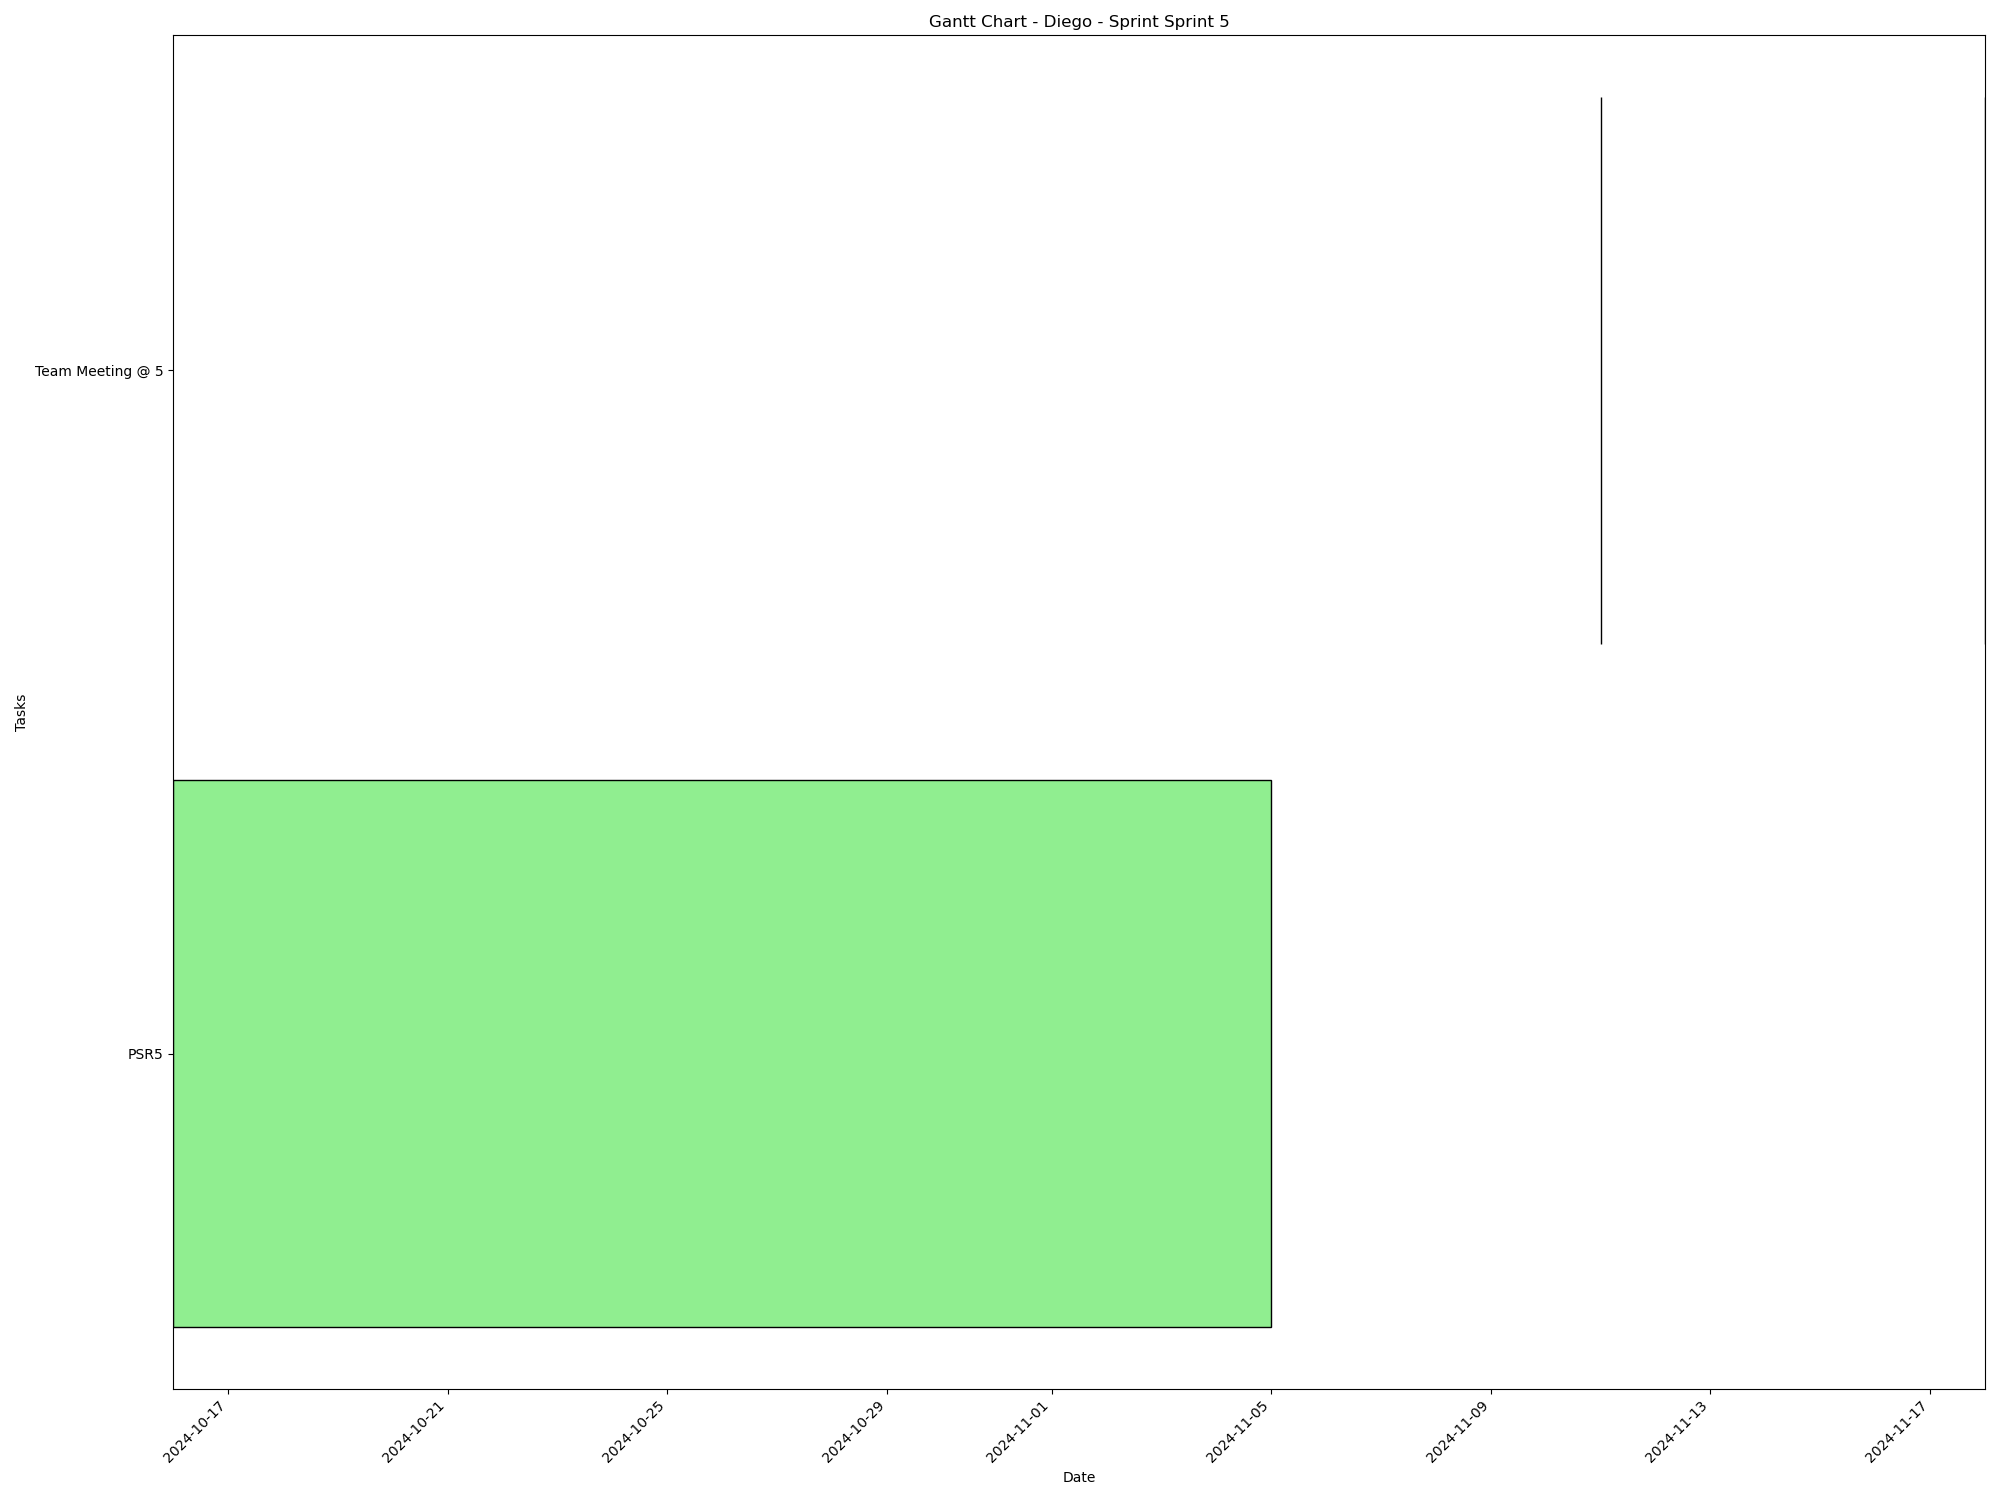 Gantt Chart - Diego - Sprint Sprint 5
Team Meeting @ 5
Tasks
PSR5
2024-10-17
2024-10-21
2024-10-25
2024-10-29
2024-11-01
2024-11-05
2024-11-09
2024-11-13
2024-11-17
Date